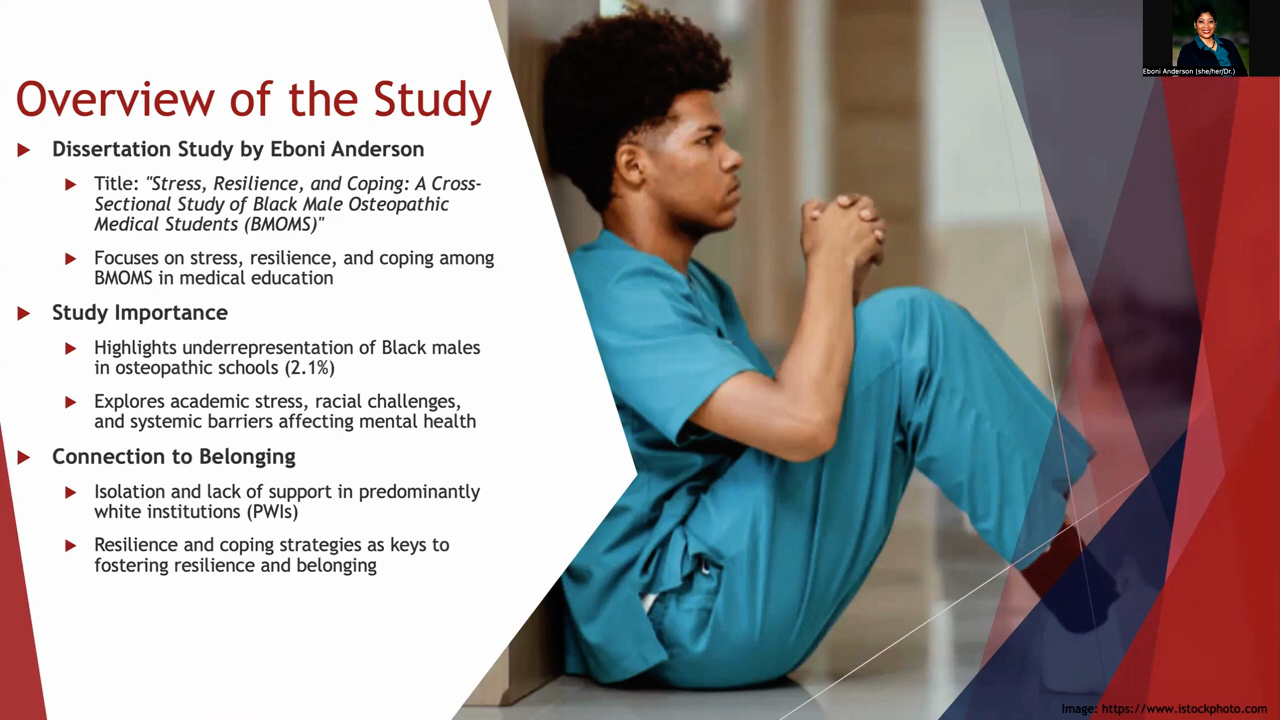 Overview of the Study
Dissertation Study by Eboni Anderson
Title: "Stress, Resilience, and Coping: A Cross-
Sectional Study of Black Male Osteopathic
Medical Students (BMOMS)"
Focuses on stress, resilience, and coping among
BMOMS in medical education
Study Importance
Highlights underrepresentation of Black males
in osteopathic schools (2.1%)
Explores academic stress, racial challenges,
and systemic barriers affecting mental health
Connection to Belonging
Isolation and lack of support in predominantly
white institutions (PWIs)
Resilience and coping strategies as keys to
fostering resilience and belonging
Eboni Anderson (she/her/Dr.)
Image: https://www.istockphoto.com